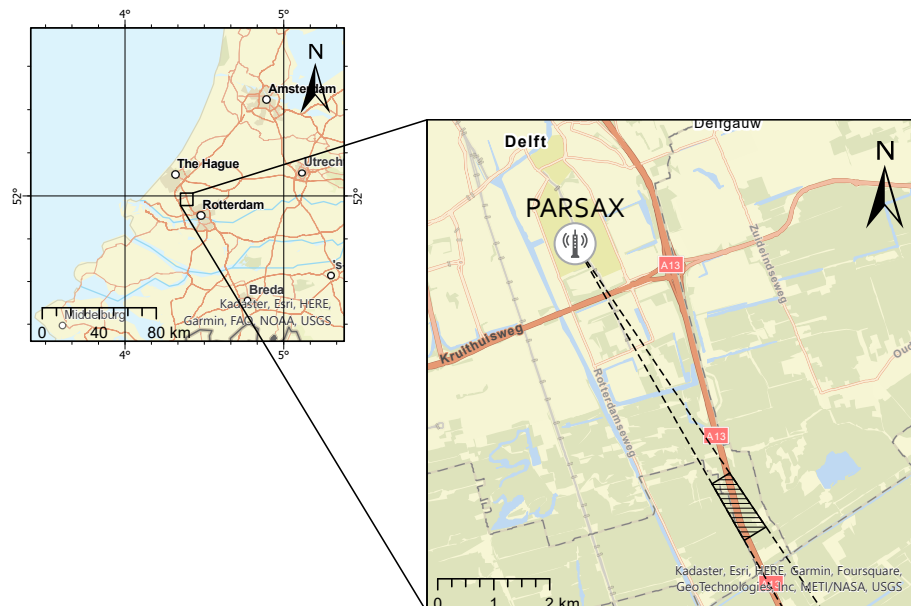 4°
5°
N
Amsterdam
The Hague
Utrech
52°
52°
Rotterdam
's
Breda
Middelburg
Kadaster, Esri, HERE,
Garmin, FAO, NOAA, USGS
0 40 80 km
4°
5°
Delft
Delfgauw
N
PARSAX
Zuideindseweg
A13
Kruithuisweg
Oud
Rotterdamseweg
A13
Kadaster, Esri, HERE, Garmin, Foursquare,
GeoTechnologies, Inc, METI/NASA, USGS
0 1 2 km